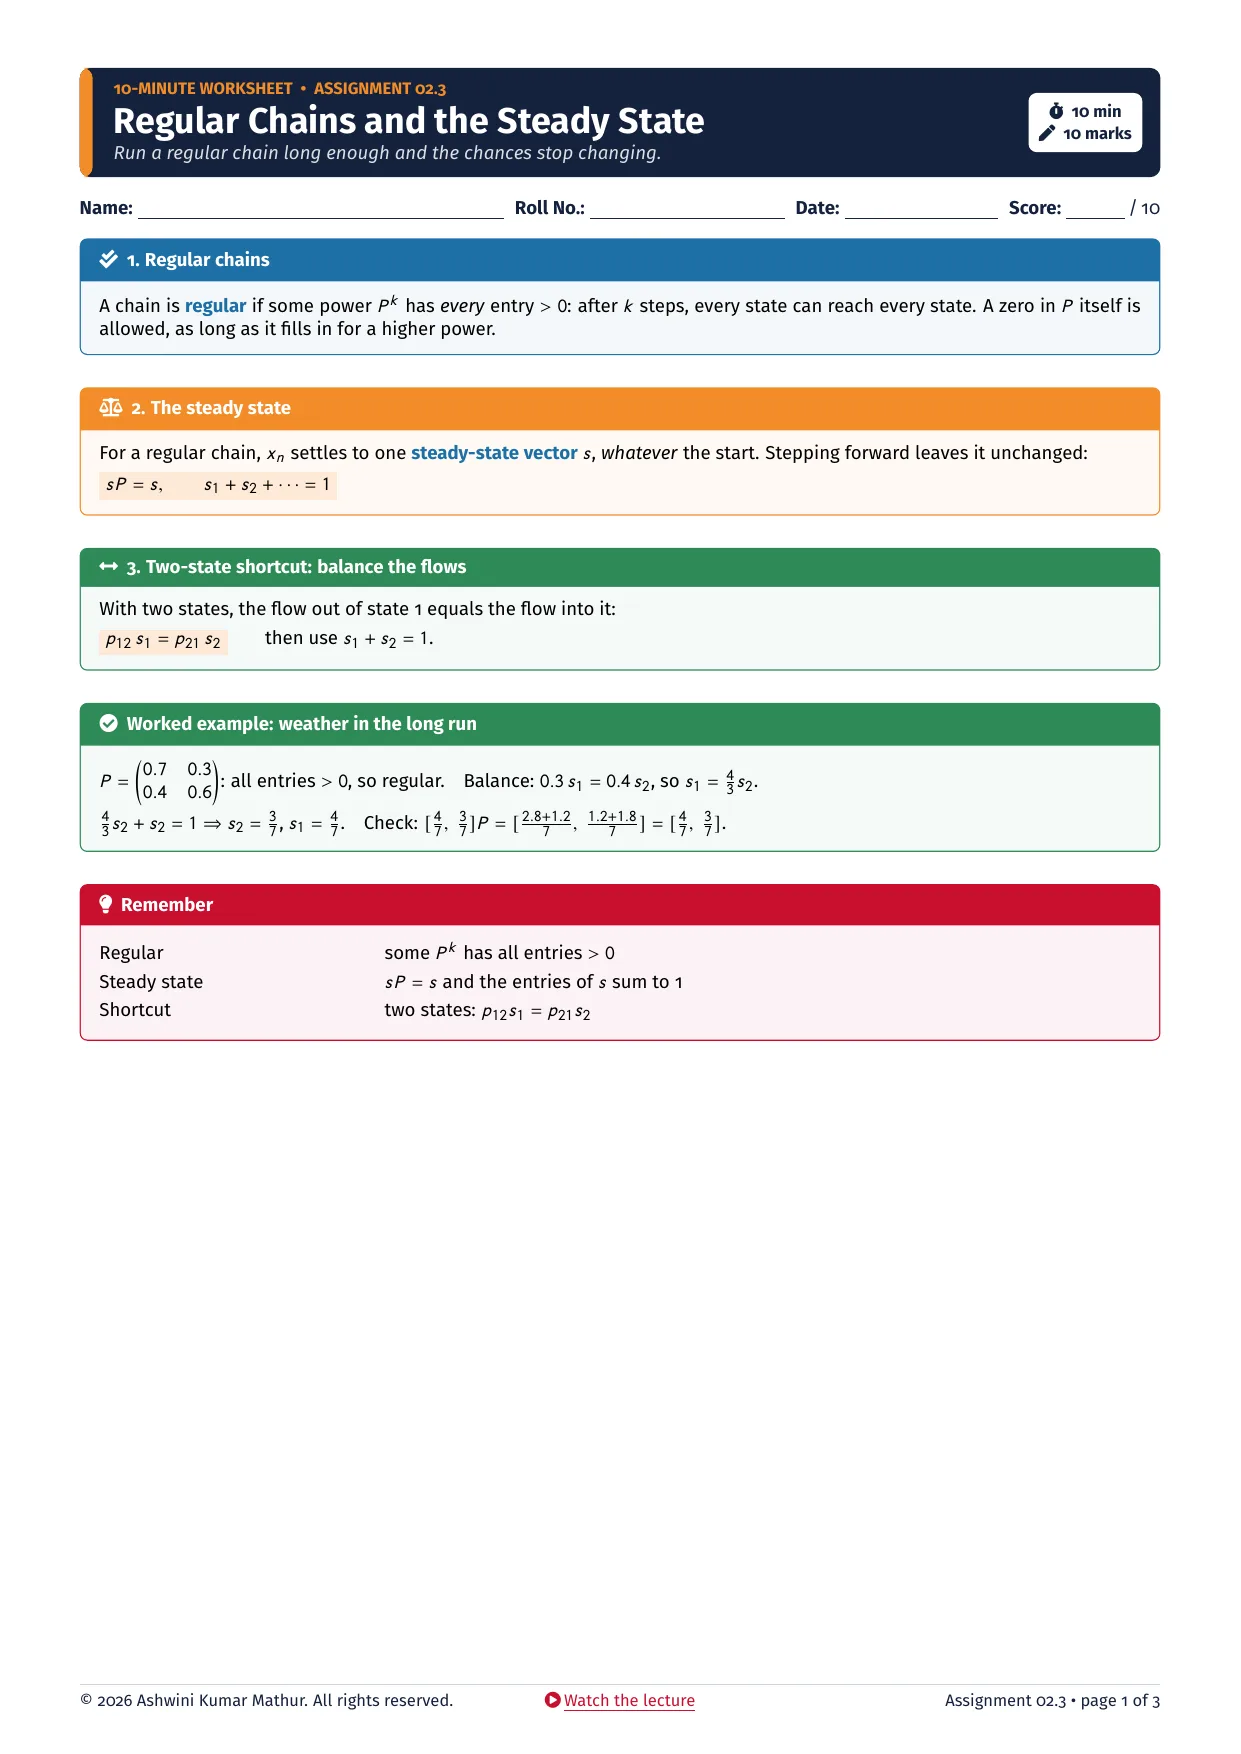 10-MINUTE WORKSHEET • ASSIGNMENT 02.3
Regular Chains and the Steady State
Run a regular chain long enough and the chances stop changing.
10 min
10 marks
Name: ____ Roll No.: ____ Date: ____ Score: ____ / 10
1. Regular chains
A chain is regular if some power P^k has every entry > 0: after k steps, every state can reach every state. A zero in P itself is
allowed, as long as it fills in for a higher power.
2. The steady state
For a regular chain, x_n settles to one steady-state vector s, whatever the start. Stepping forward leaves it unchanged:
sP = s, s_1 + s_2 + ··· = 1
3. Two-state shortcut: balance the flows
With two states, the flow out of state 1 equals the flow into it:
p_12 s_1 = p_21 s_2 then use s_1 + s_2 = 1.
Worked example: weather in the long run
P = (0.7 0.3; 0.4 0.6): all entries > 0, so regular. Balance: 0.3 s_1 = 0.4 s_2, so s_1 = 4/3 s_2.
4/3 s_2 + s_2 = 1 ⇒ s_2 = 3/7, s_1 = 4/7. Check: [4/7, 3/7]P = [2.8+1.2/7, 1.2+1.8/7] = [4/7, 3/7].
Remember
Regular some P^k has all entries > 0
Steady state sP = s and the entries of s sum to 1
Shortcut two states: p_12 s_1 = p_21 s_2
© 2026 Ashwini Kumar Mathur. All rights reserved. Watch the lecture Assignment 02.3 • page 1 of 3